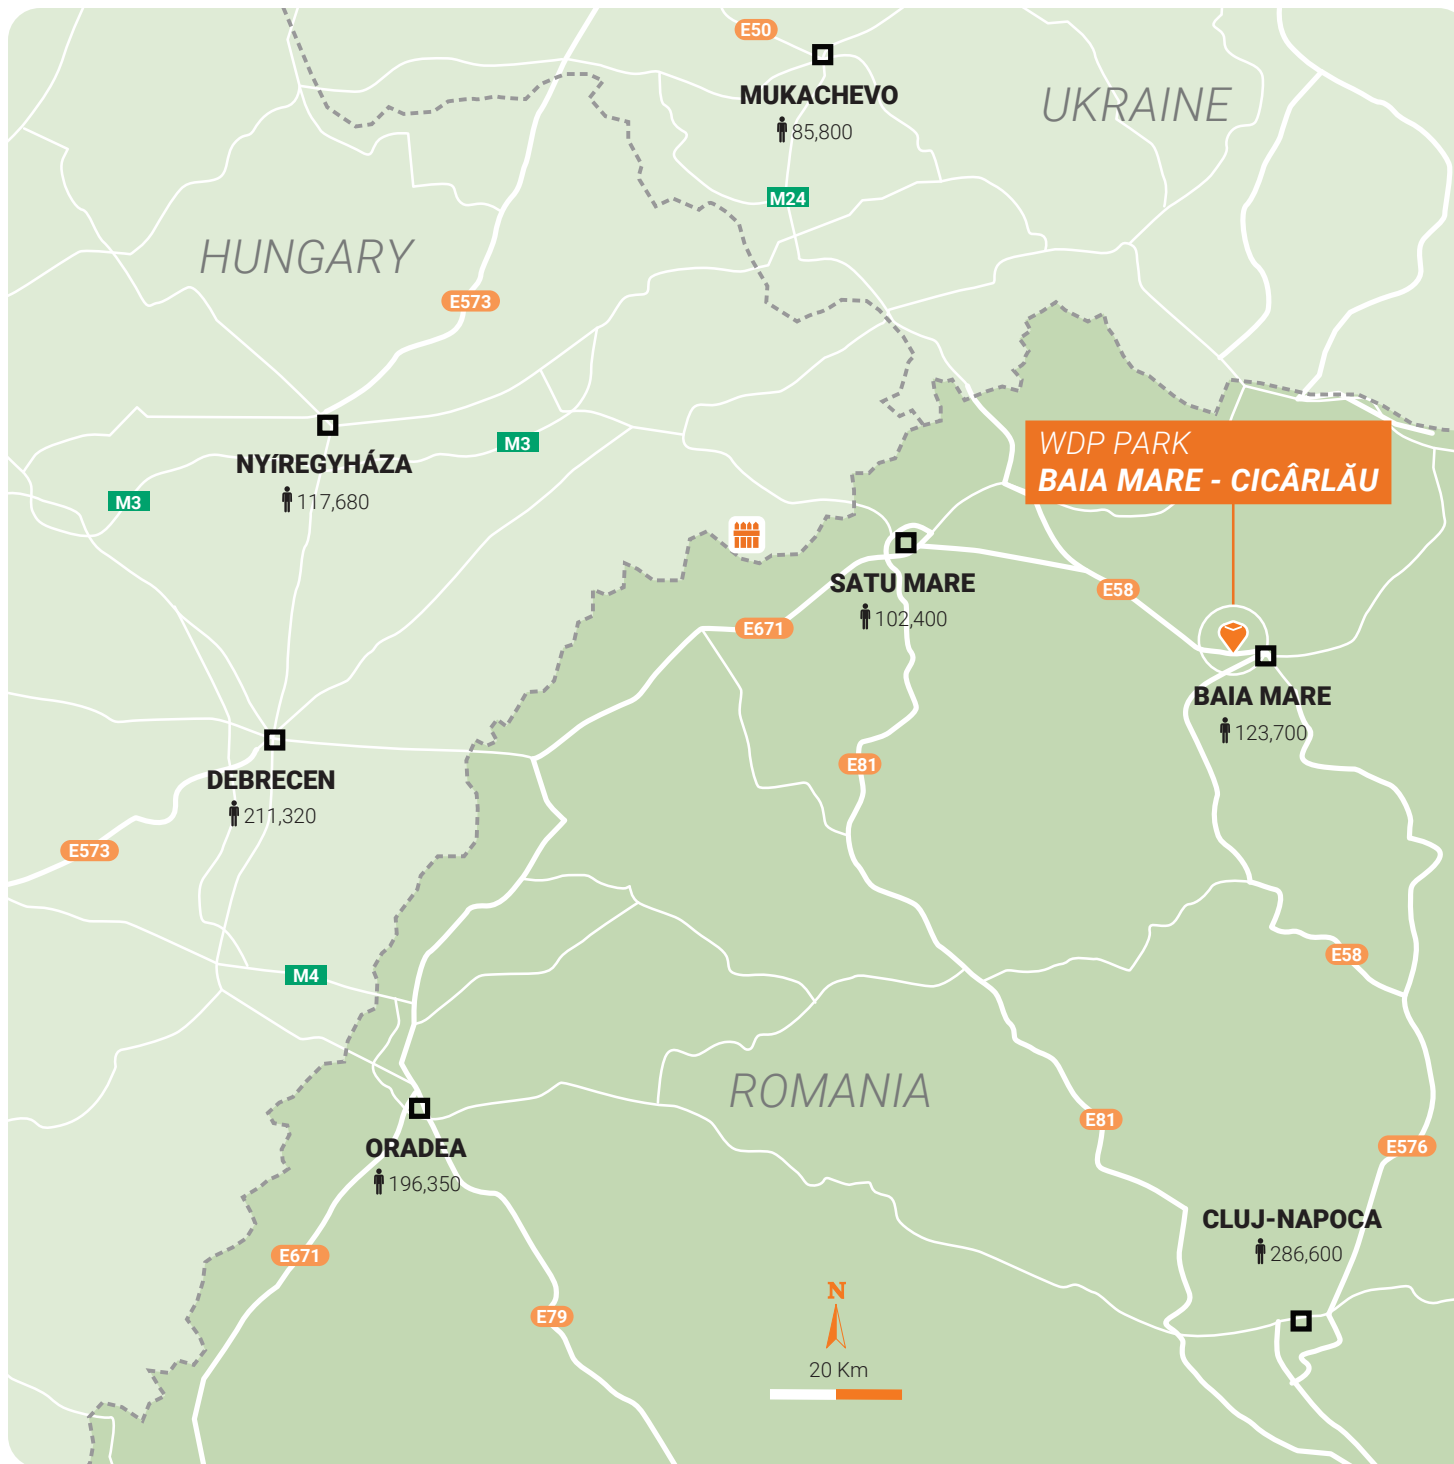 E50
MUKACHEVO
85,800
UKRAINE
M24
HUNGARY
E573
NYíREGYHÁZA
117,680
M3
M3
WDP PARK
BAIA MARE - CICÂRLĂU
SATU MARE
102,400
E58
E671
BAIA MARE
123,700
E81
DEBRECEN
211,320
E573
E58
M4
ROMANIA
E81
ORADEA
196,350
E576
CLUJ-NAPOCA
286,600
E671
E79
N
20 Km